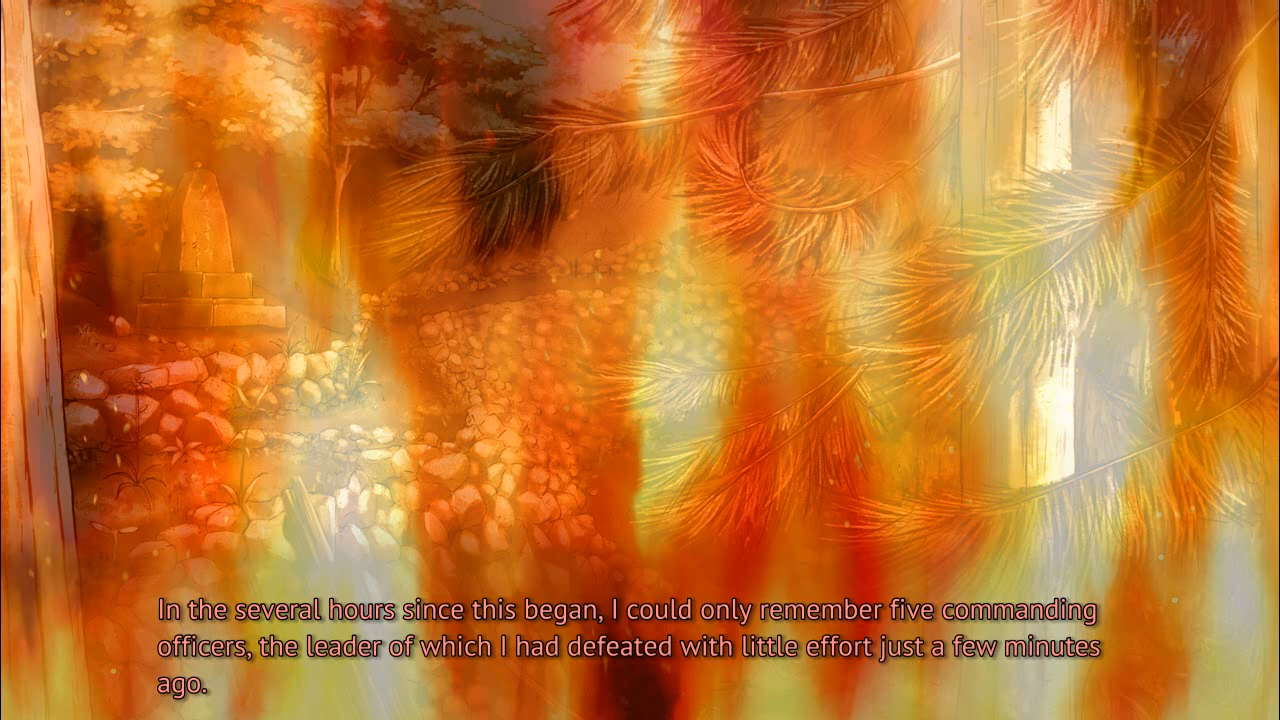 In the several hours since this began, I could only remember five commanding
officers, the leader of which I had defeated with little effort just a few minutes
ago.